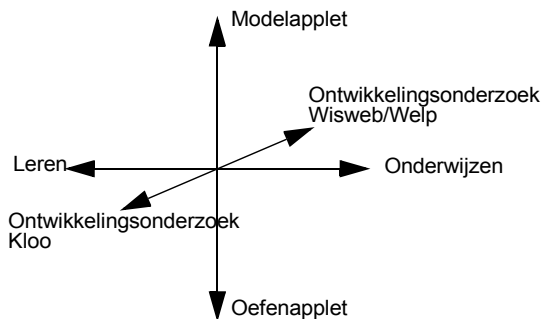 Modelapplet
Ontwikkelingsonderzoek
Wisweb/Welp
Leren
Onderwijzen
Ontwikkelingsonderzoek
Kloo
Oefenapplet